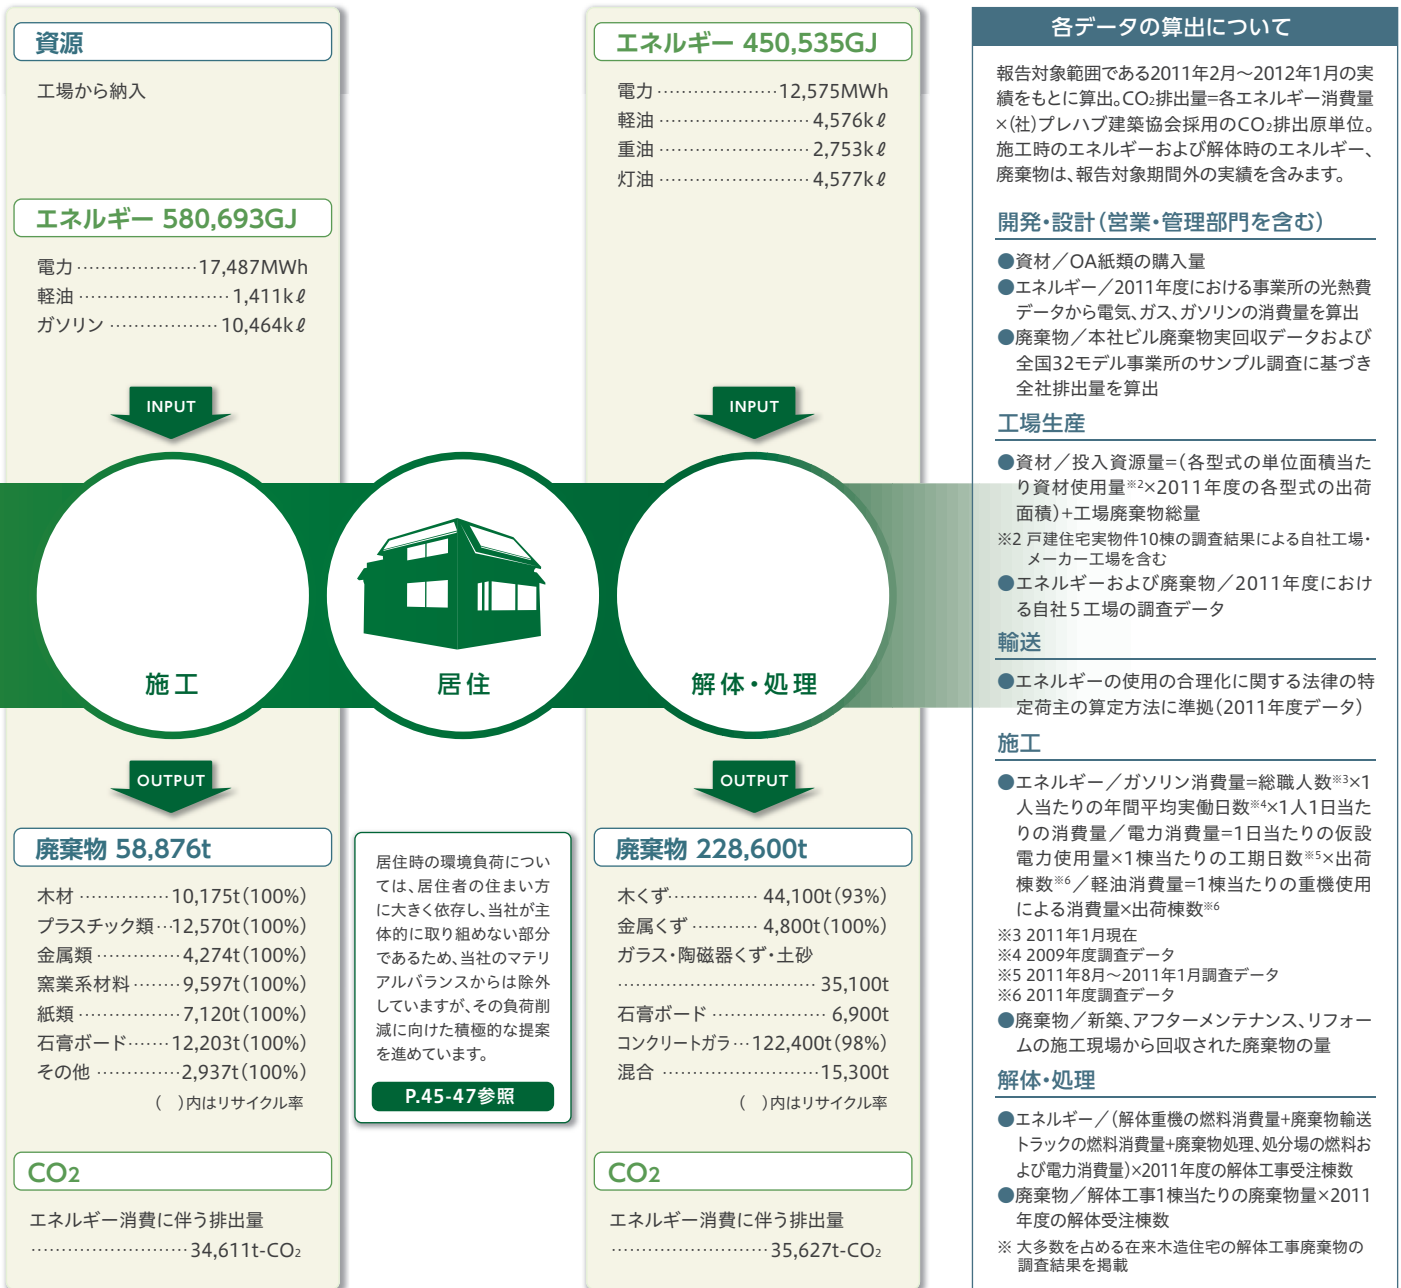 資源
工場から納入
エネルギー 580,693GJ
電力····················17,487MWh
軽油·························1,411kℓ
ガソリン··················10,464kℓ
INPUT
施工
OUTPUT
廃棄物 58,876t
木材···············10,175t(100%)
プラスチック類···12,570t(100%)
金属類···············4,274t(100%)
窯業系材料········9,597t(100%)
紙類···················7,120t(100%)
石膏ボード·······12,203t(100%)
その他··············2,937t(100%)
(　)内はリサイクル率
CO2
エネルギー消費に伴う排出量
··························34,611t-CO2
居住
居住時の環境負荷につい
ては、居住者の住まい方
に大きく依存し、当社が主
体的に取り組めない部分
であるため、当社のマテリ
アルバランスからは除外
していますが、その負荷削
減に向けた積極的な提案
を進めています。
P.45-47参照
エネルギー 450,535GJ
電力····················12,575MWh
軽油·························4,576kℓ
重油·························2,753kℓ
灯油·························4,577kℓ
INPUT
解体・処理
OUTPUT
廃棄物 228,600t
木くず·············· 44,100t(93%)
金属くず············ 4,800t(100%)
ガラス・陶磁器くず・土砂
································· 35,100t
石膏ボード··················· 6,900t
コンクリートガラ···122,400t(98%)
混合··························15,300t
(　)内はリサイクル率
CO2
エネルギー消費に伴う排出量
··························35,627t-CO2
各データの算出について
報告対象範囲である2011年2月〜2012年1月の実
績をもとに算出。CO2排出量=各エネルギー消費量
×(社)プレハブ建築協会採用のCO2排出原単位。
施工時のエネルギーおよび解体時のエネルギー、
廃棄物は、報告対象期間外の実績を含みます。
開発・設計(営業・管理部門を含む)
●資材／OA紙類の購入量
●エネルギー／2011年度における事業所の光熱費
データから電気、ガス、ガソリンの消費量を算出
●廃棄物／本社ビル廃棄物実回収データおよび
全国32モデル事業所のサンプル調査に基づき
全社排出量を算出
工場生産
●資材／投入資源量=(各型式の単位面積当た
り資材使用量※2×2011年度の各型式の出荷
面積)+工場廃棄物総量
※2 戸建住宅実物件10棟の調査結果による自社工場・
メーカー工場を含む
●エネルギーおよび廃棄物／2011年度におけ
る自社5工場の調査データ
輸送
●エネルギーの使用の合理化に関する法律の特
定荷主の算定方法に準拠(2011年度データ)
施工
●エネルギー／ガソリン消費量=総職人数※3×1
人当たりの年間平均実働日数※4×1人1日当た
りの消費量／電力消費量=1日当たりの仮設
電力使用量×1棟当たりの工期日数※5×出荷
棟数※6／軽油消費量=1棟当たりの重機使用
による消費量×出荷棟数※6
※3 2011年1月現在
※4 2009年度調査データ
※5 2011年8月〜2011年1月調査データ
※6 2011年度調査データ
●廃棄物／新築、アフターメンテナンス、リフォー
ムの施工現場から回収された廃棄物の量
解体・処理
●エネルギー／(解体重機の燃料消費量+廃棄物輸送
トラックの燃料消費量+廃棄物処理、処分場の燃料お
よび電力消費量)×2011年度の解体工事受注棟数
●廃棄物／解体工事1棟当たりの廃棄物量×2011
年度の解体受注棟数
※ 大多数を占める在来木造住宅の解体工事廃棄物の
調査結果を掲載